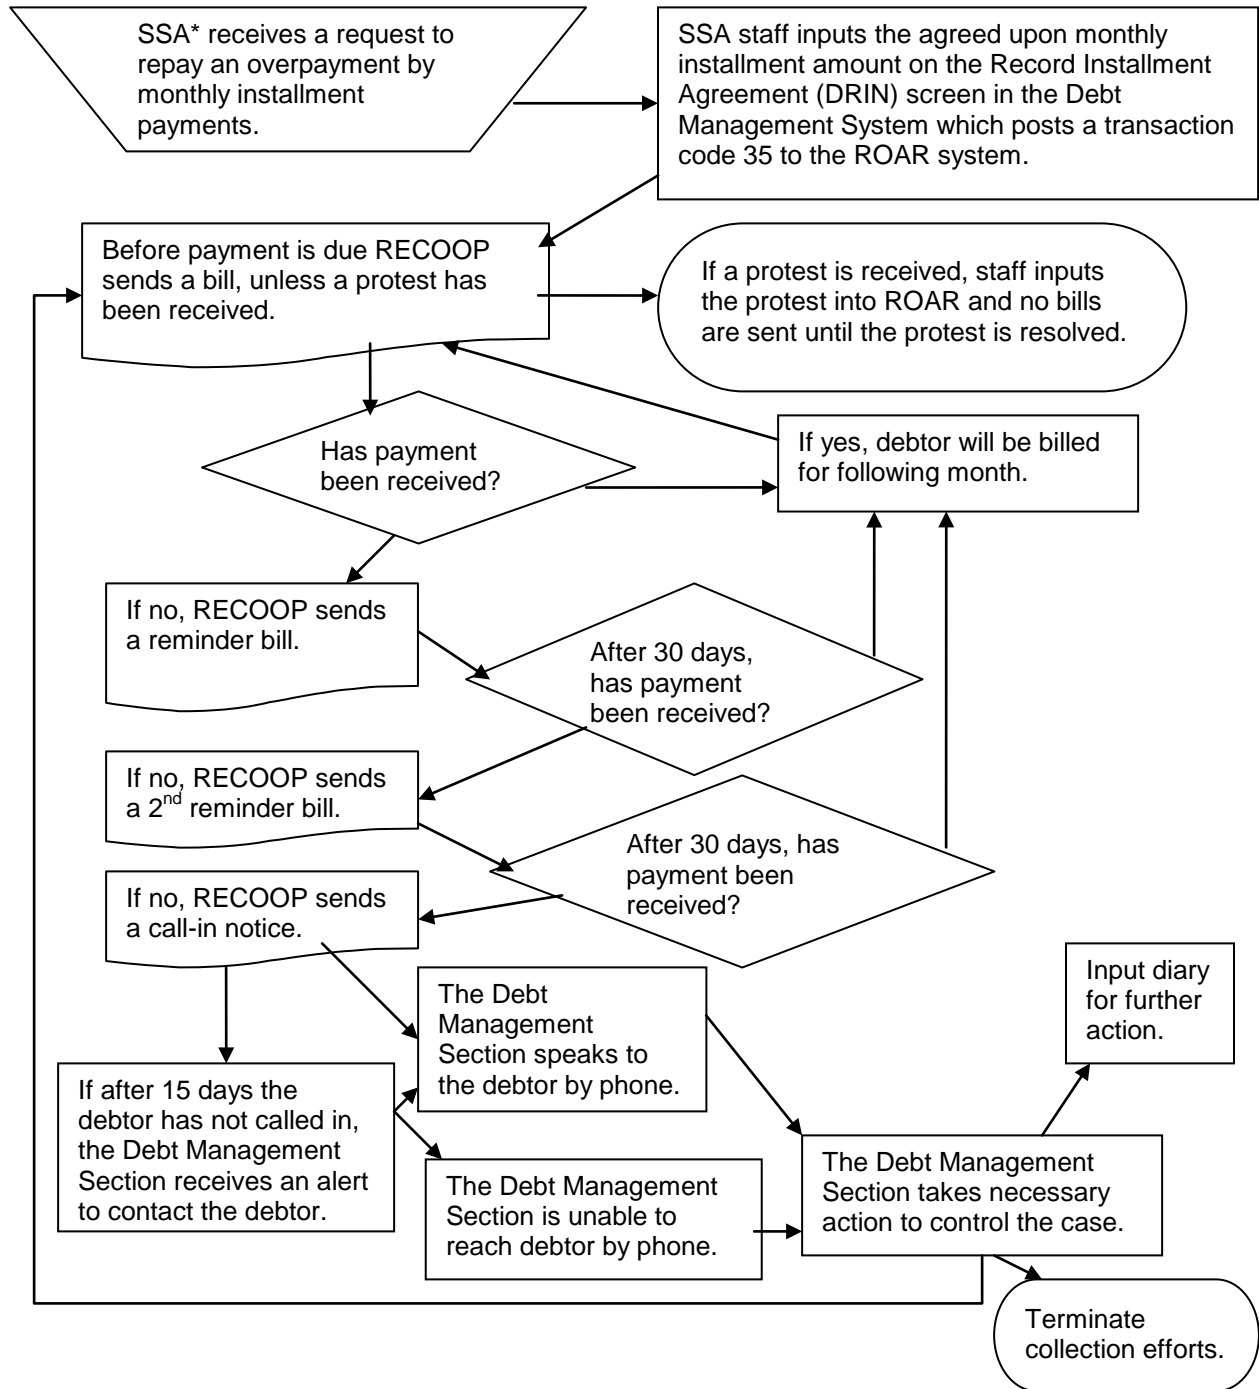 SSA* receives a request to
repay an overpayment by
monthly installment
payments.
SSA staff inputs the agreed upon monthly
installment amount on the Record Installment
Agreement (DRIN) screen in the Debt
Management System which posts a transaction
code 35 to the ROAR system.
Before payment is due RECOOP
sends a bill, unless a protest has
been received.
If a protest is received, staff inputs
the protest into ROAR and no bills
are sent until the protest is resolved.
Has payment
been received?
If yes, debtor will be billed
for following month.
If no, RECOOP sends
a reminder bill.
After 30 days,
has payment
been received?
If no, RECOOP sends
a 2nd reminder bill.
After 30 days, has
payment been
received?
If no, RECOOP sends
a call-in notice.
Input diary
for further
action.
The Debt
Management
Section speaks to
the debtor by phone.
If after 15 days the
debtor has not called in,
the Debt Management
Section receives an alert
to contact the debtor.
The Debt Management
Section is unable to
reach debtor by phone.
The Debt Management
Section takes necessary
action to control the case.
Terminate
collection efforts.